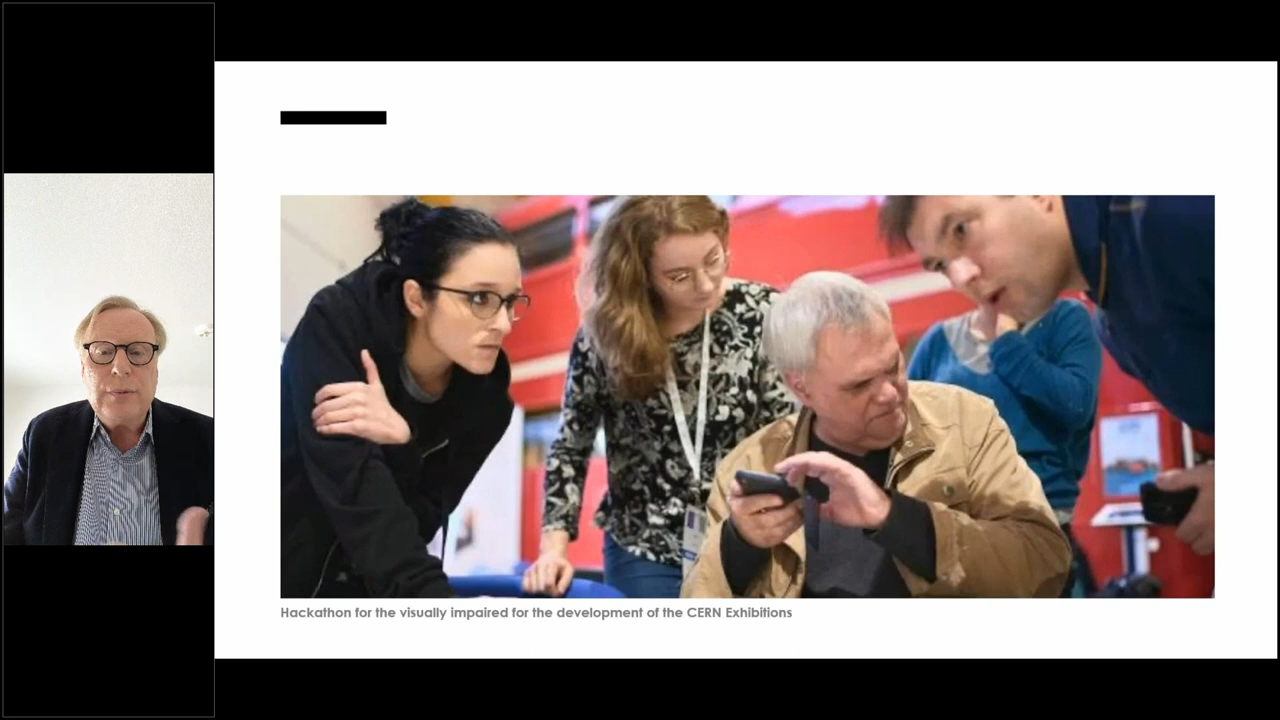 Hackathon for the visually impaired for the development of the CERN Exhibitions